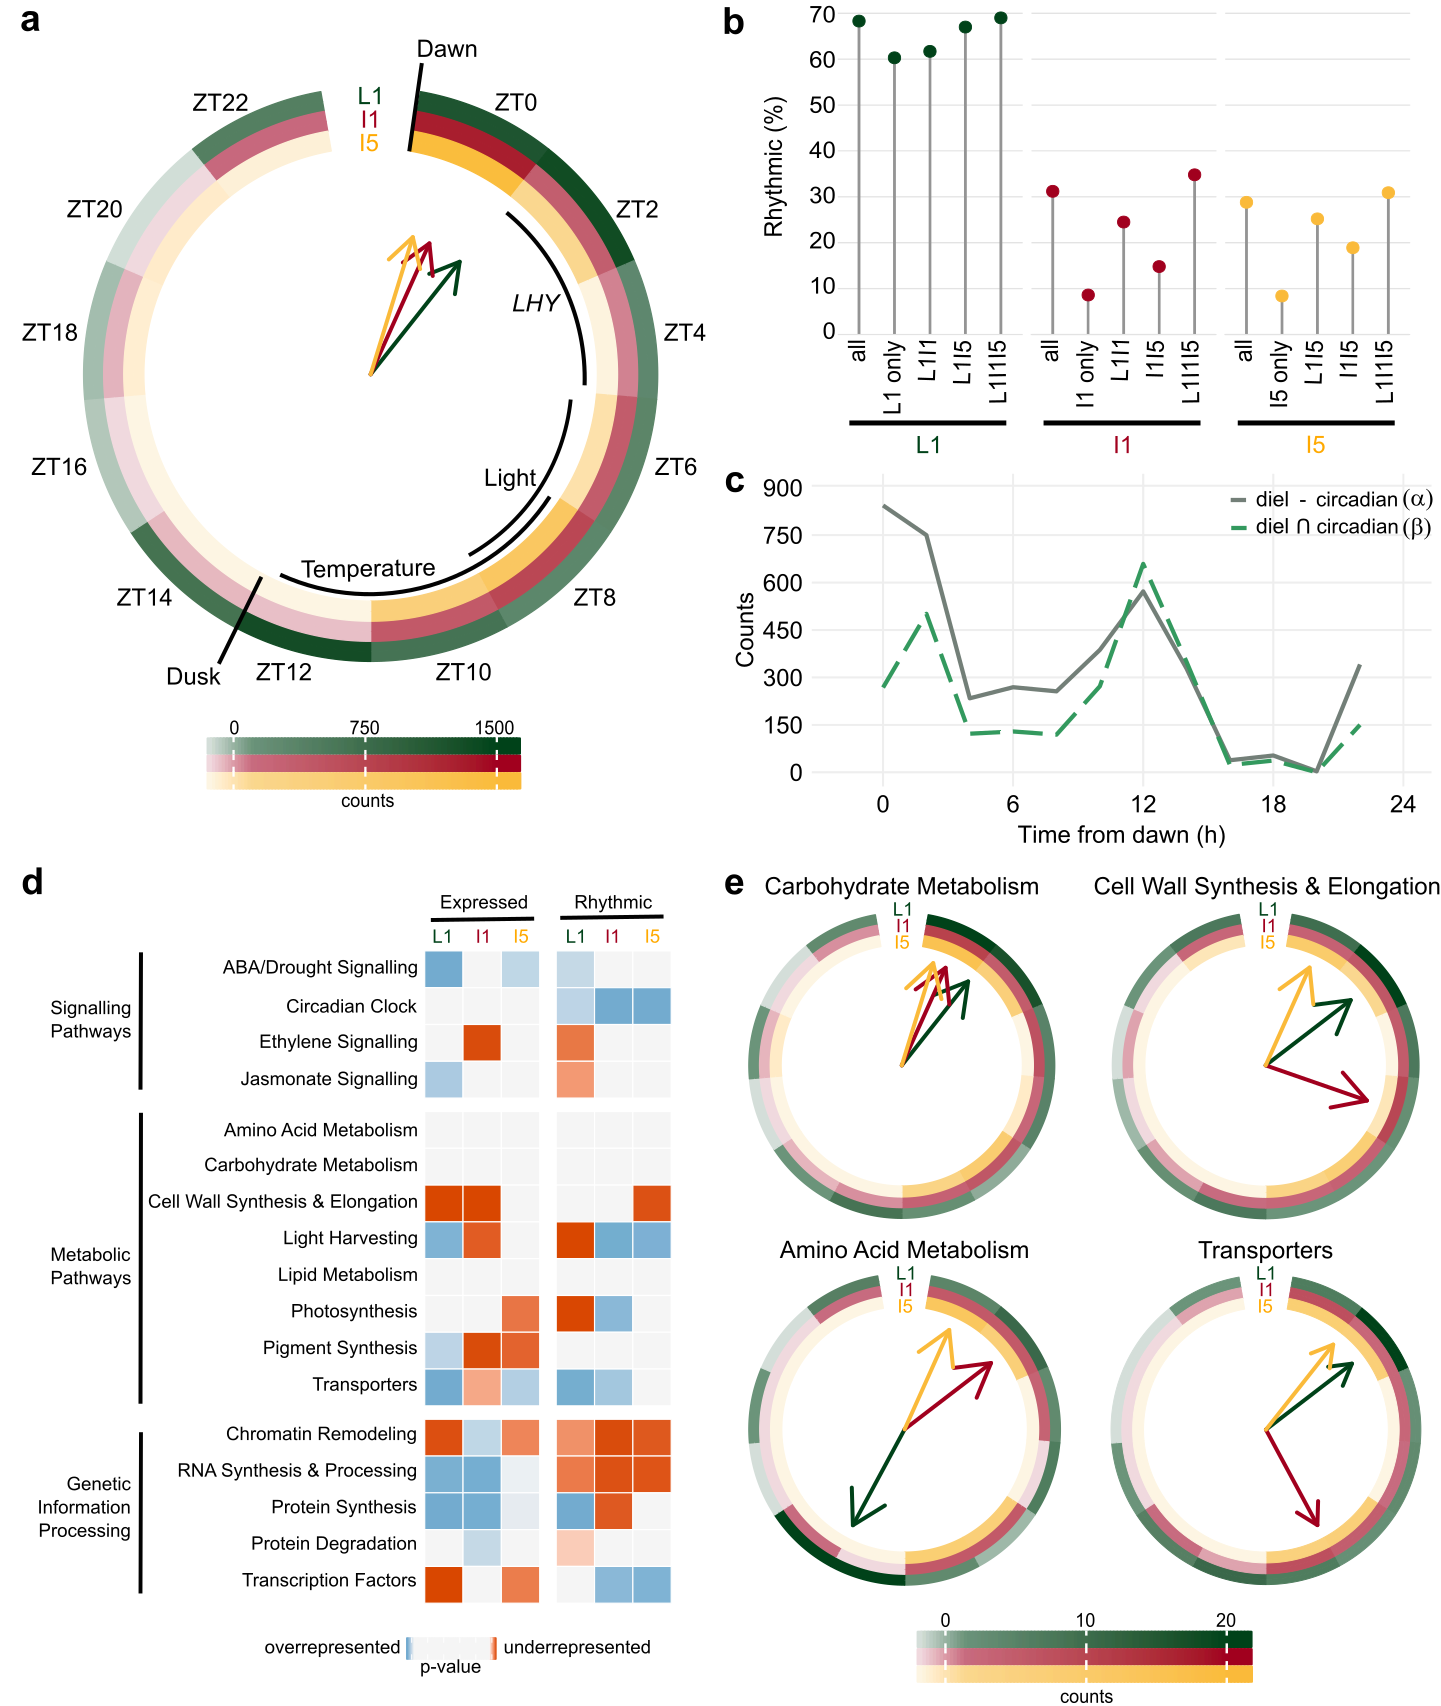 a
Dawn
L1
I1
I5
ZT0
ZT2
ZT4
ZT6
ZT8
ZT10
ZT12
ZT14
ZT16
ZT18
ZT20
ZT22
LHY
Light
Temperature
Dusk
0 750 1500
counts
b
Rhythmic (%)
70
60
50
40
30
20
10
0
all L1 only L1I1 L1I5 L1I1I5
all I1 only L1I1 I1I5 L1I1I5
all I5 only L1I5 I1I5 L1I1I5
L1 I1 I5
c
Counts
900
750
600
450
300
150
0
diel - circadian (α)
diel ∩ circadian (β)
0 6 12 18 24
Time from dawn (h)
d
Expressed Rhythmic
L1 I1 I5 L1 I1 I5
Signalling
Pathways
ABA/Drought Signalling
Circadian Clock
Ethylene Signalling
Jasmonate Signalling
Metabolic
Pathways
Amino Acid Metabolism
Carbohydrate Metabolism
Cell Wall Synthesis & Elongation
Light Harvesting
Lipid Metabolism
Photosynthesis
Pigment Synthesis
Transporters
Genetic
Information
Processing
Chromatin Remodeling
RNA Synthesis & Processing
Protein Synthesis
Protein Degradation
Transcription Factors
overrepresented underrepresented
p-value
e
Carbohydrate Metabolism
L1
I1
I5
Cell Wall Synthesis & Elongation
L1
I1
I5
Amino Acid Metabolism
L1
I1
I5
Transporters
L1
I1
I5
0 10 20
counts